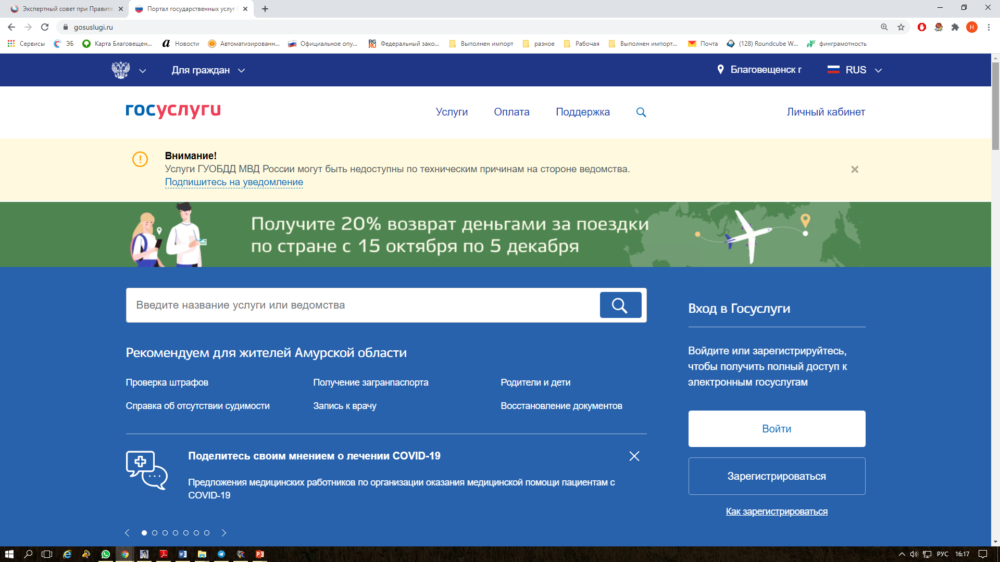 Экспертный совет при Правите
Портал государственных услуг
gosuslugi.ru
Н
Сервисы
ЭБ
Карта Благовещен...
Новости
Автоматизированн...
Официальное опу...
Федеральный зако...
Выполнен импорт
разное
Рабочая
Выполнен импорт...
Почта
(128) Roundcube W...
финграмотность
Для граждан
Благовещенск г
RUS
госуслуги
Услуги
Оплата
Поддержка
Личный кабинет
Внимание!
Услуги ГУОБДД МВД России могут быть недоступны по техническим причинам на стороне ведомства.
Подпишитесь на уведомление
Получите 20% возврат деньгами за поездки
по стране с 15 октября по 5 декабря
Введите название услуги или ведомства
Рекомендуем для жителей Амурской области
Проверка штрафов
Получение загранпаспорта
Родители и дети
Справка об отсутствии судимости
Запись к врачу
Восстановление документов
Поделитесь своим мнением о лечении COVID-19
Предложения медицинских работников по организации оказания медицинской помощи пациентам с
COVID-19
Вход в Госуслуги
Войдите или зарегистрируйтесь,
чтобы получить полный доступ к
электронным госуслугам
Войти
Зарегистрироваться
Как зарегистрироваться
РУС
16:17